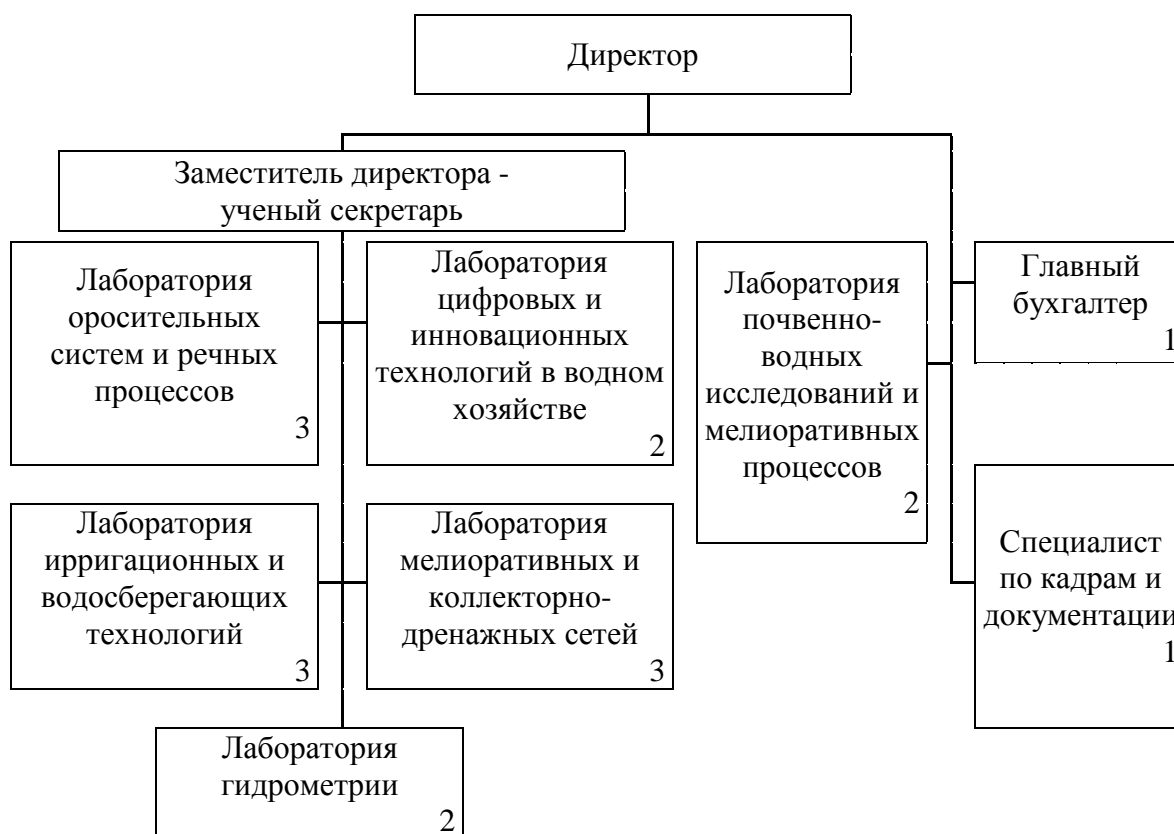 Директор
Заместитель директора -
ученый секретарь
Лаборатория
оросительных
систем и речных
процессов
3
Лаборатория
цифровых и
инновационных
технологий в водном
хозяйстве
2
Лаборатория
почвенно-
водных
исследований и
мелиоративных
процессов
2
Главный
бухгалтер
1
Лаборатория
ирригационных и
водосберегающих
технологий
3
Лаборатория
мелиоративных и
коллекторно-
дренажных сетей
3
Специалист
по кадрам и
документации
1
Лаборатория
гидрометрии
2